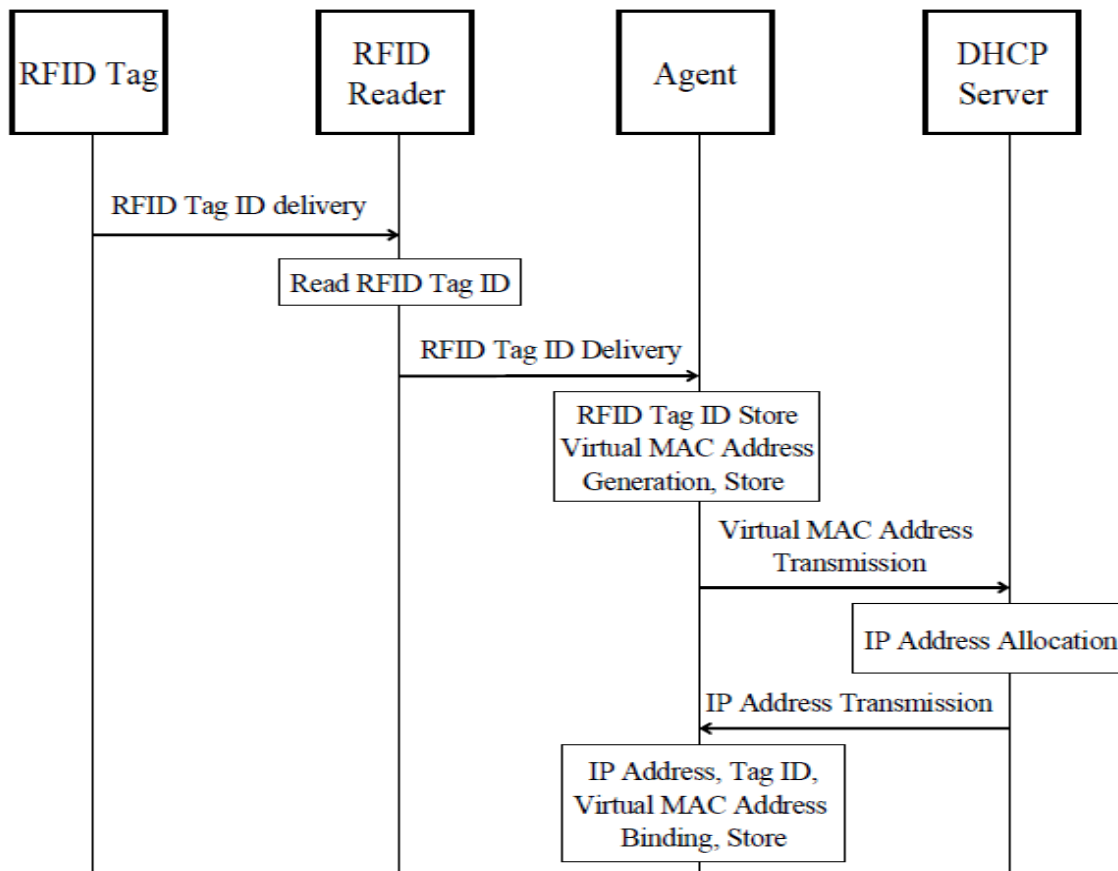 RFID Tag
RFID
Reader
Agent
DHCP
Server
RFID Tag ID delivery
Read RFID Tag ID
RFID Tag ID Delivery
RFID Tag ID Store
Virtual MAC Address
Generation, Store
Virtual MAC Address
Transmission
IP Address Allocation
IP Address Transmission
IP Address, Tag ID,
Virtual MAC Address
Binding, Store